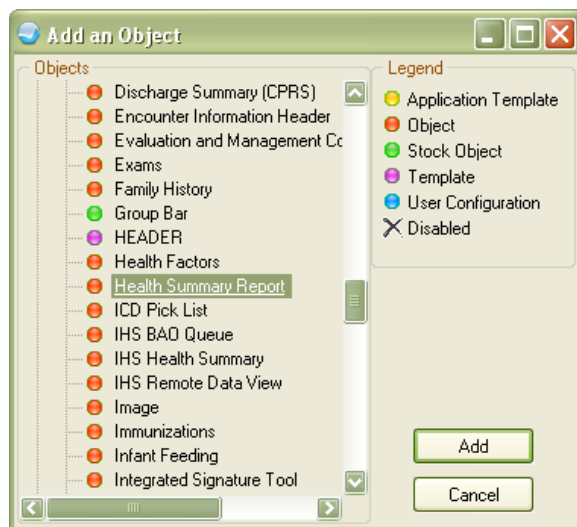 Add an Object
Objects
Discharge Summary (CPRS)
Encounter Information Header
Evaluation and Management Cc
Exams
Family History
Group Bar
HEADER
Health Factors
Health Summary Report
ICD Pick List
IHS BAO Queue
IHS Health Summary
IHS Remote Data View
Image
Immunizations
Infant Feeding
Integrated Signature Tool
Legend
Application Template
Object
Stock Object
Template
User Configuration
Disabled
Add
Cancel